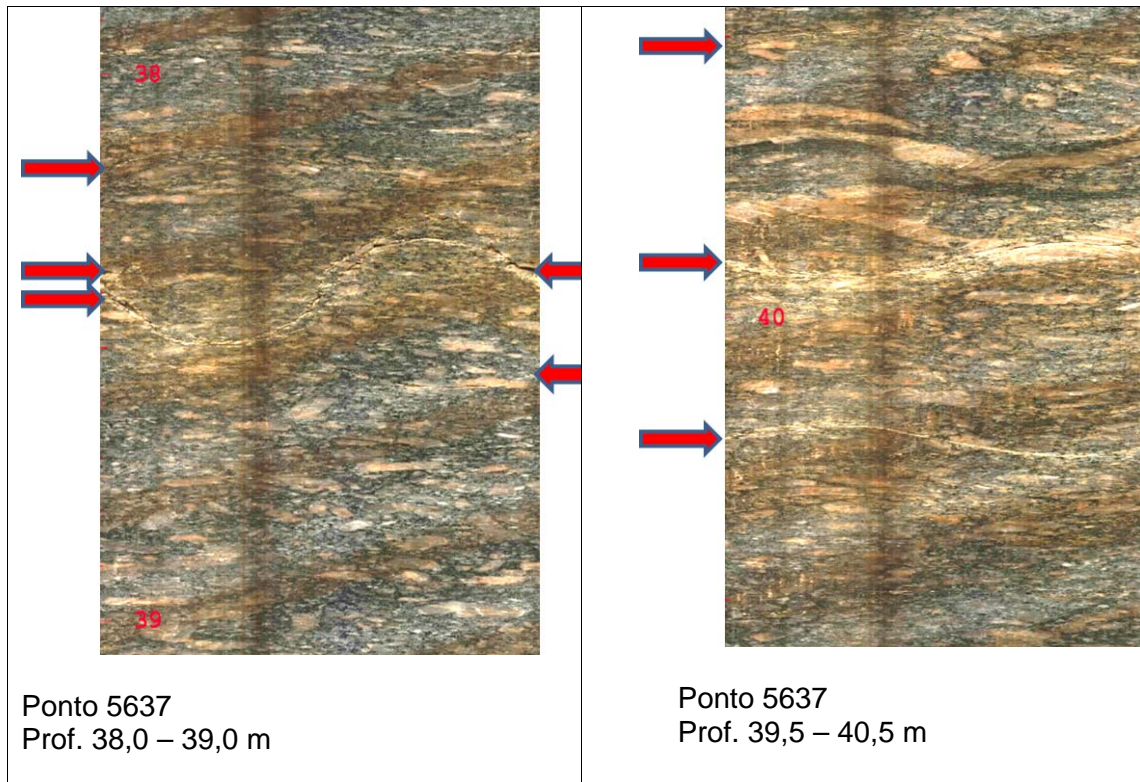 38
39
Ponto 5637
Prof. 38,0 – 39,0 m
40
Ponto 5637
Prof. 39,5 – 40,5 m